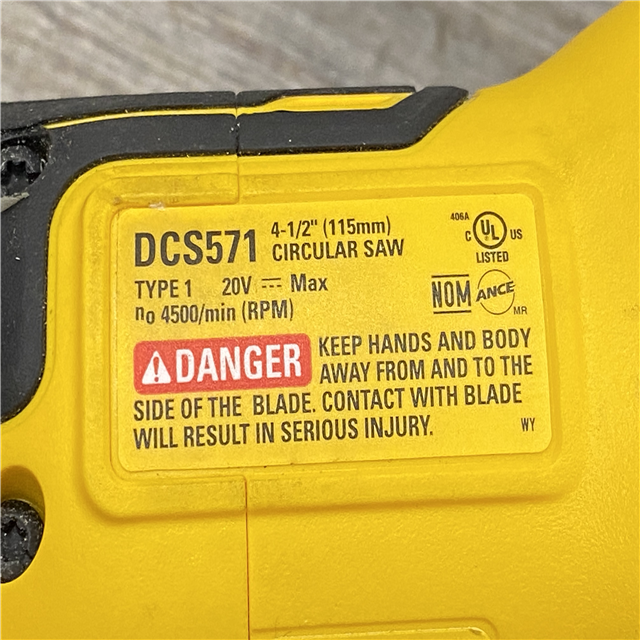 DCS571 4-1/2" (115mm)
CIRCULAR SAW
406A
C UL US
LISTED
TYPE 1 20V ⎓ Max
no 4500/min (RPM)
NOM ANCE MR
DANGER KEEP HANDS AND BODY
AWAY FROM AND TO THE
SIDE OF THE BLADE. CONTACT WITH BLADE
WILL RESULT IN SERIOUS INJURY.
WY